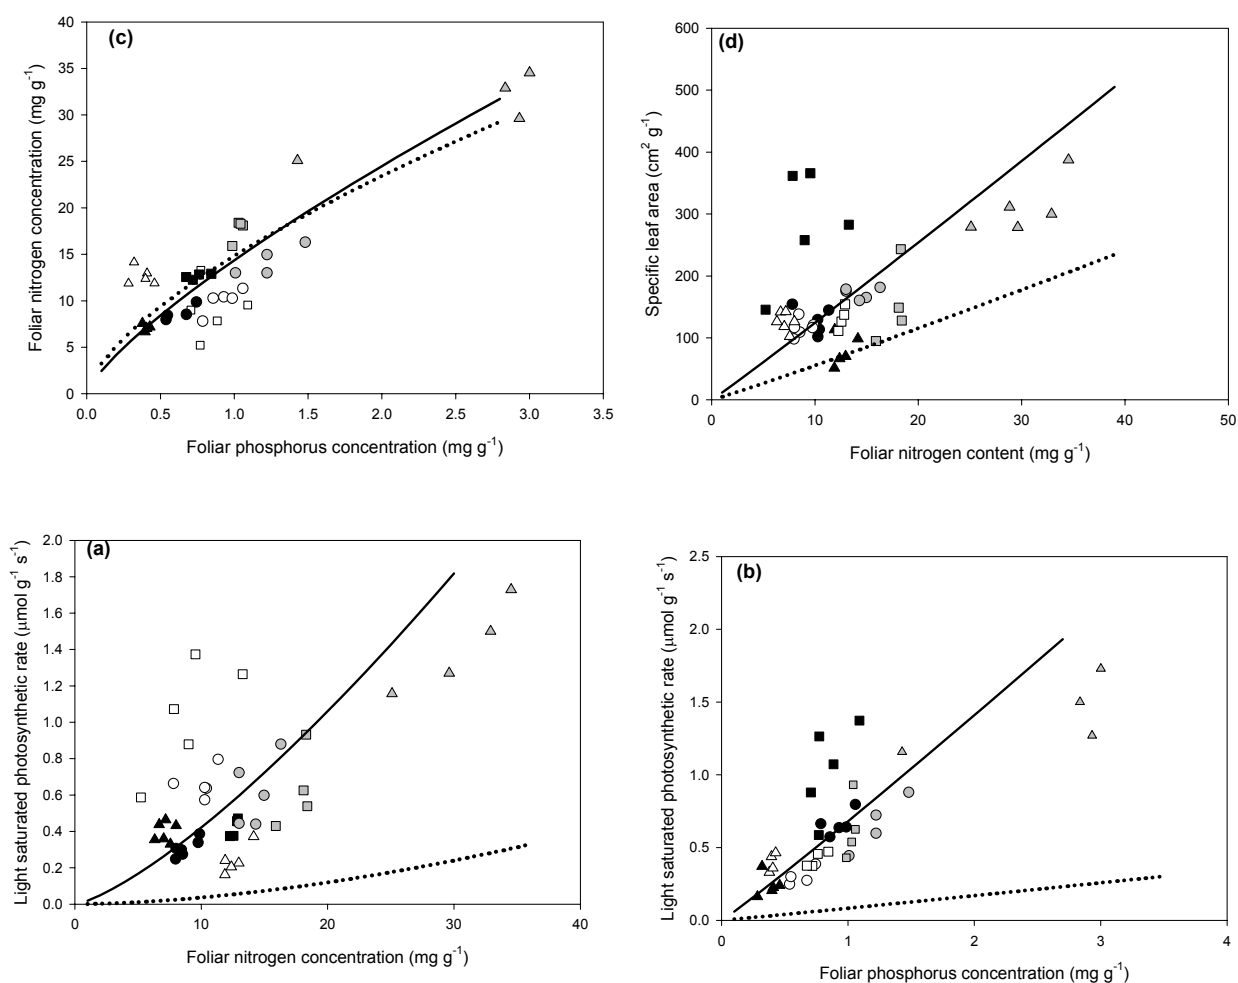 (c)
40
35
30
25
20
15
10
5
0
Foliar nitrogen concentration (mg g⁻¹)
0.0 0.5 1.0 1.5 2.0 2.5 3.0 3.5
Foliar phosphorus concentration (mg g⁻¹)
(d)
600
500
400
300
200
100
0
Specific leaf area (cm² g⁻¹)
0 10 20 30 40 50
Foliar nitrogen content (mg g⁻¹)
(a)
2.0
1.8
1.6
1.4
1.2
1.0
0.8
0.6
0.4
0.2
0.0
Light saturated photosynthetic rate (μmol g⁻¹ s⁻¹)
0 10 20 30 40
Foliar nitrogen concentration (mg g⁻¹)
(b)
2.5
2.0
1.5
1.0
0.5
0.0
Light saturated photosynthetic rate (μmol g⁻¹ s⁻¹)
0 1 2 3 4
Foliar phosphorus concentration (mg g⁻¹)